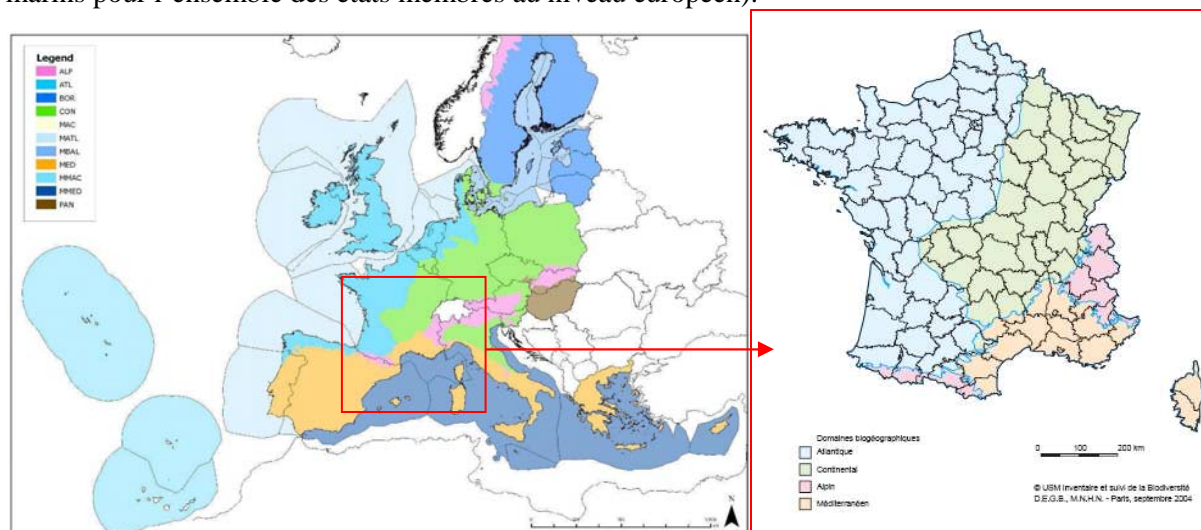 marins pour l'ensemble des états membres au niveau européen).
Legend
ALP
ATL
BOR
CON
MAC
MATL
MBAL
MED
MMAC
MMED
PAN
N
Domaines biogéographiques
Atlantique
Continental
Alpin
Méditerranéen
0 100 200 km
© USM Inventaire et suivi de la Biodiversité
D.E.G.B., M.N.H.N. - Paris, septembre 2004